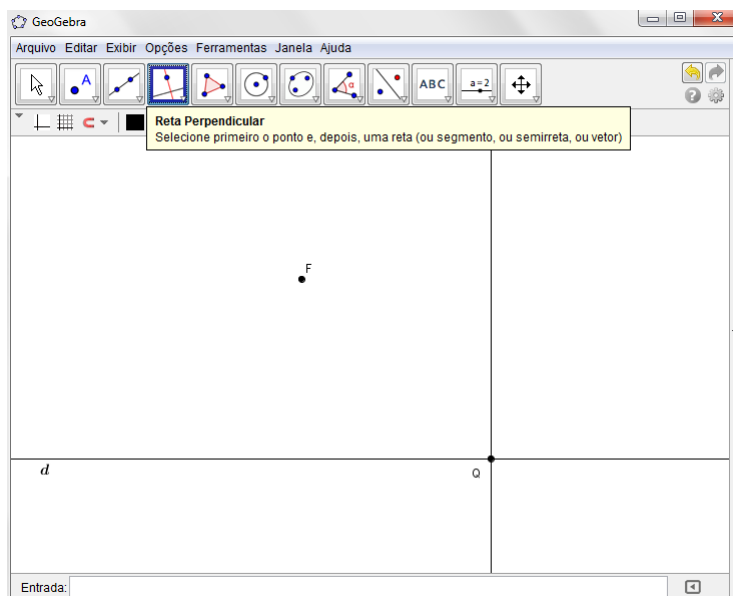 GeoGebra
Arquivo Editar Exibir Opções Ferramentas Janela Ajuda
A
α
ABC
a=2
Reta Perpendicular
Selecione primeiro o ponto e, depois, uma reta (ou segmento, ou semirreta, ou vetor)
F
d
Q
Entrada: